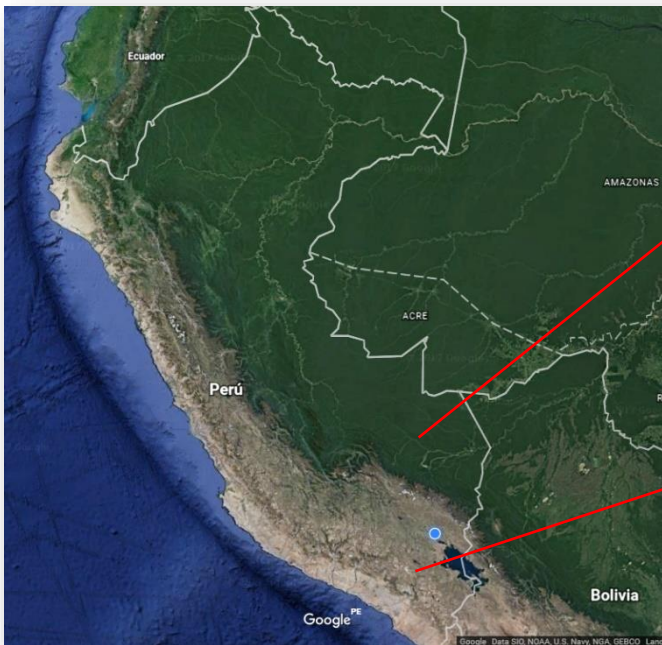 Ecuador
AMAZONAS
ACRE
Perú
Bolivia
Google PE
Google Data SIO, NOAA, U.S. Navy, NGA, GEBCO